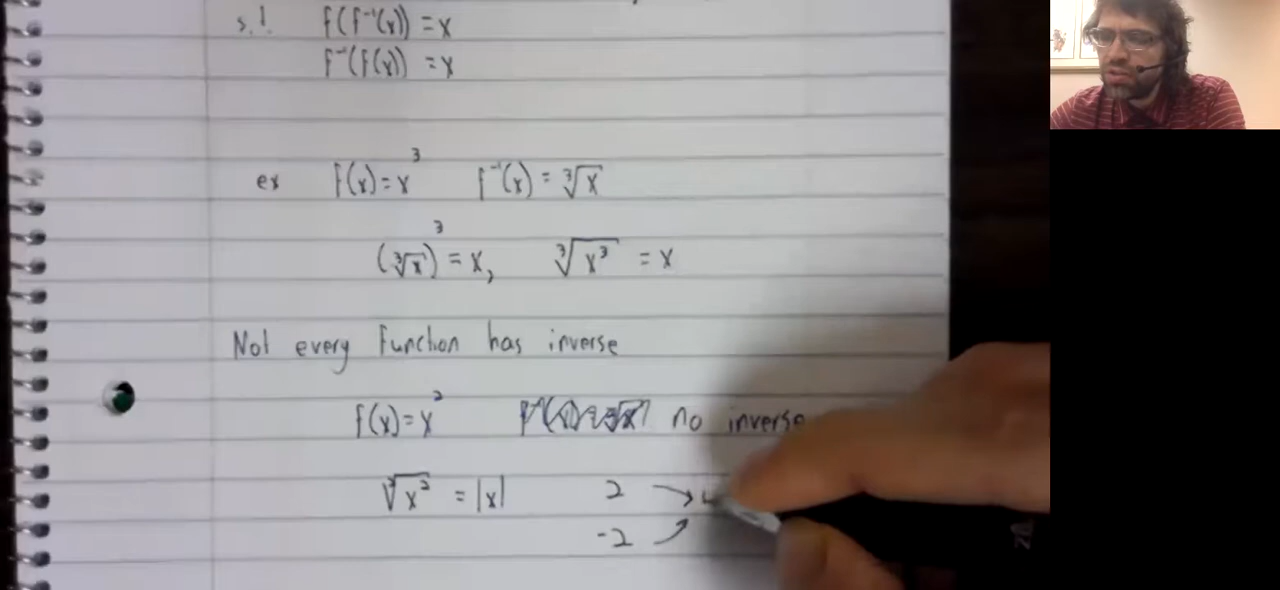 s.t. f(f⁻¹(x)) = x
f⁻¹(f(x)) = x
ex f(x) = x³ f⁻¹(x) = ∛x
(∛x)³ = x, ∛x³ = x
Not every function has inverse
f(x) = x² no inverse
√x² = |x| 2
-2